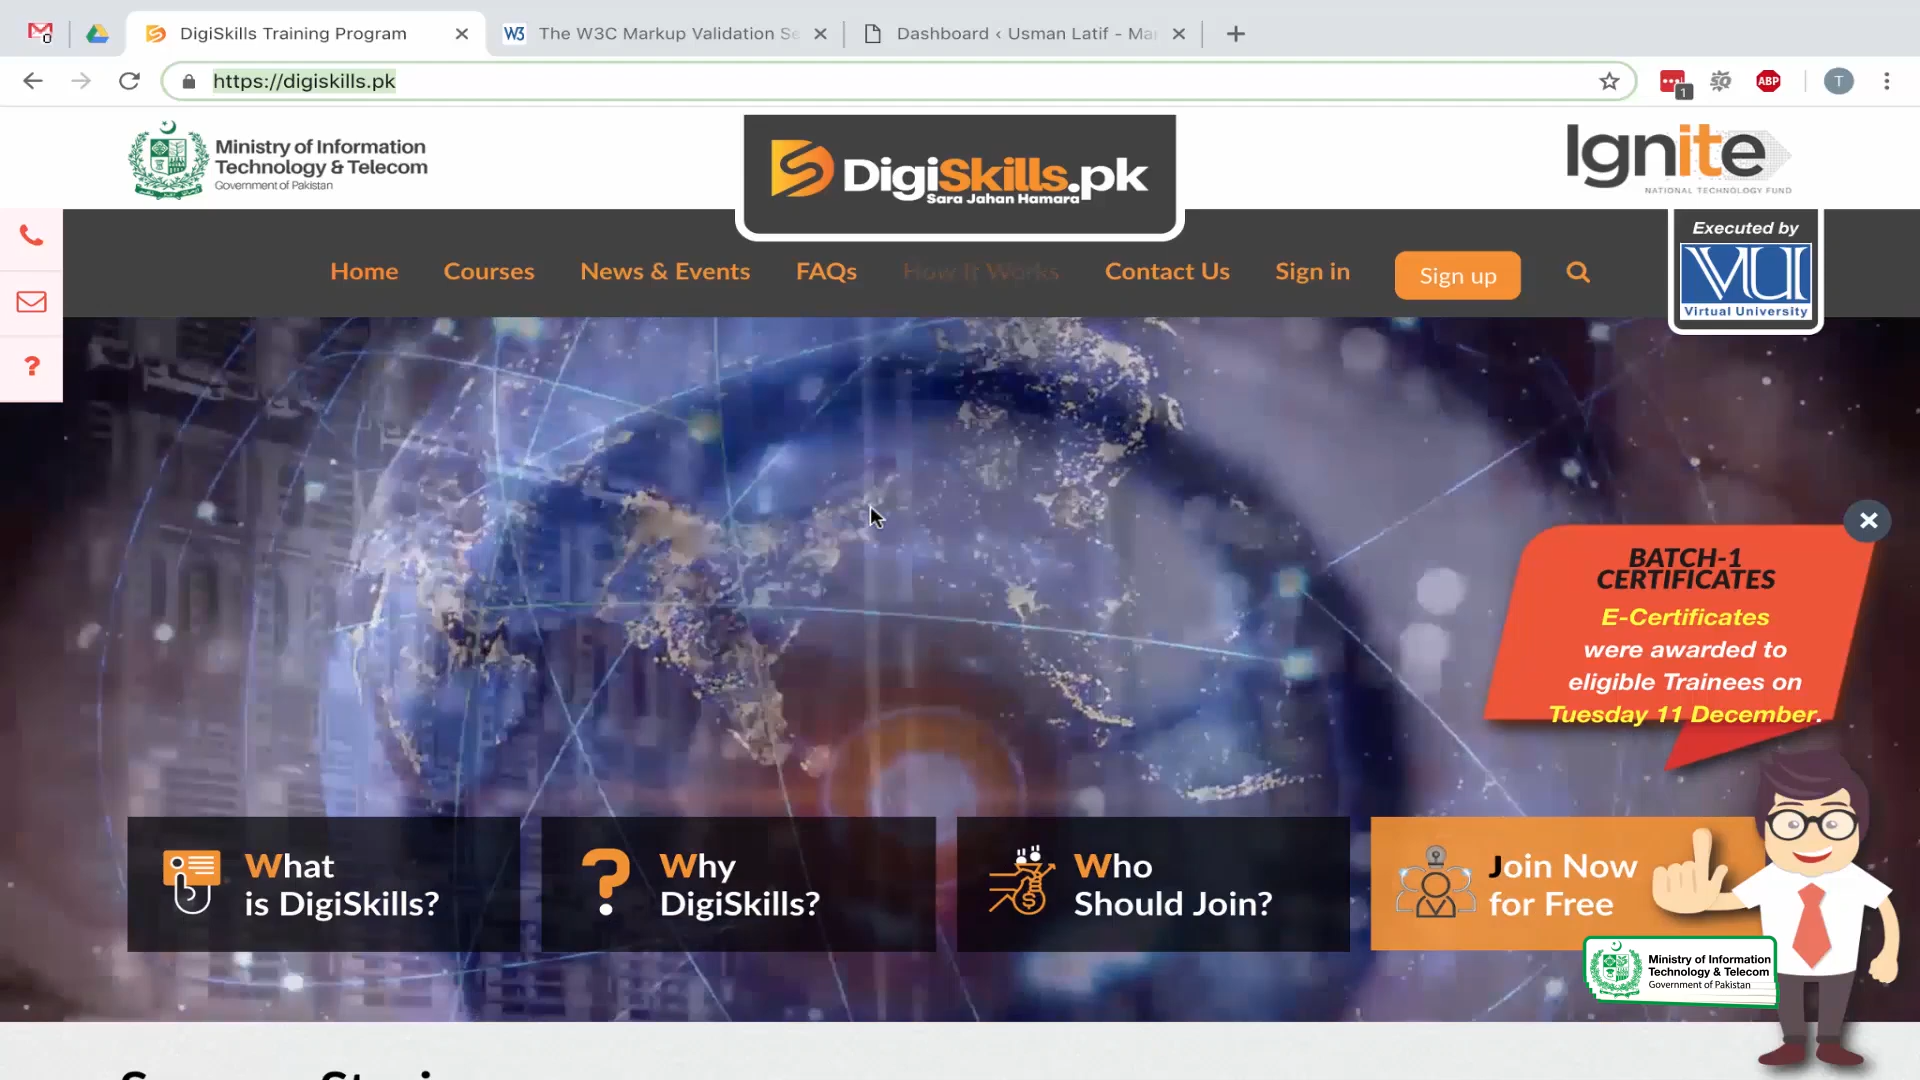 DigiSkills Training Program
The W3C Markup Validation Se
Dashboard ‹ Usman Latif - Ma
https://digiskills.pk
1
ABP
T
Ministry of Information
Technology & Telecom
Government of Pakistan
DigiSkills.pk
Sara Jahan Hamara
Ignite
NATIONAL TECHNOLOGY FUND
Executed by
VU
Virtual University
Home
Courses
News & Events
FAQs
How It Works
Contact Us
Sign in
Sign up
BATCH-1
CERTIFICATES
E-Certificates
were awarded to
eligible Trainees on
Tuesday 11 December.
What
is DigiSkills?
Why
DigiSkills?
Who
Should Join?
Join Now
for Free
Ministry of Information
Technology & Telecom
Government of Pakistan